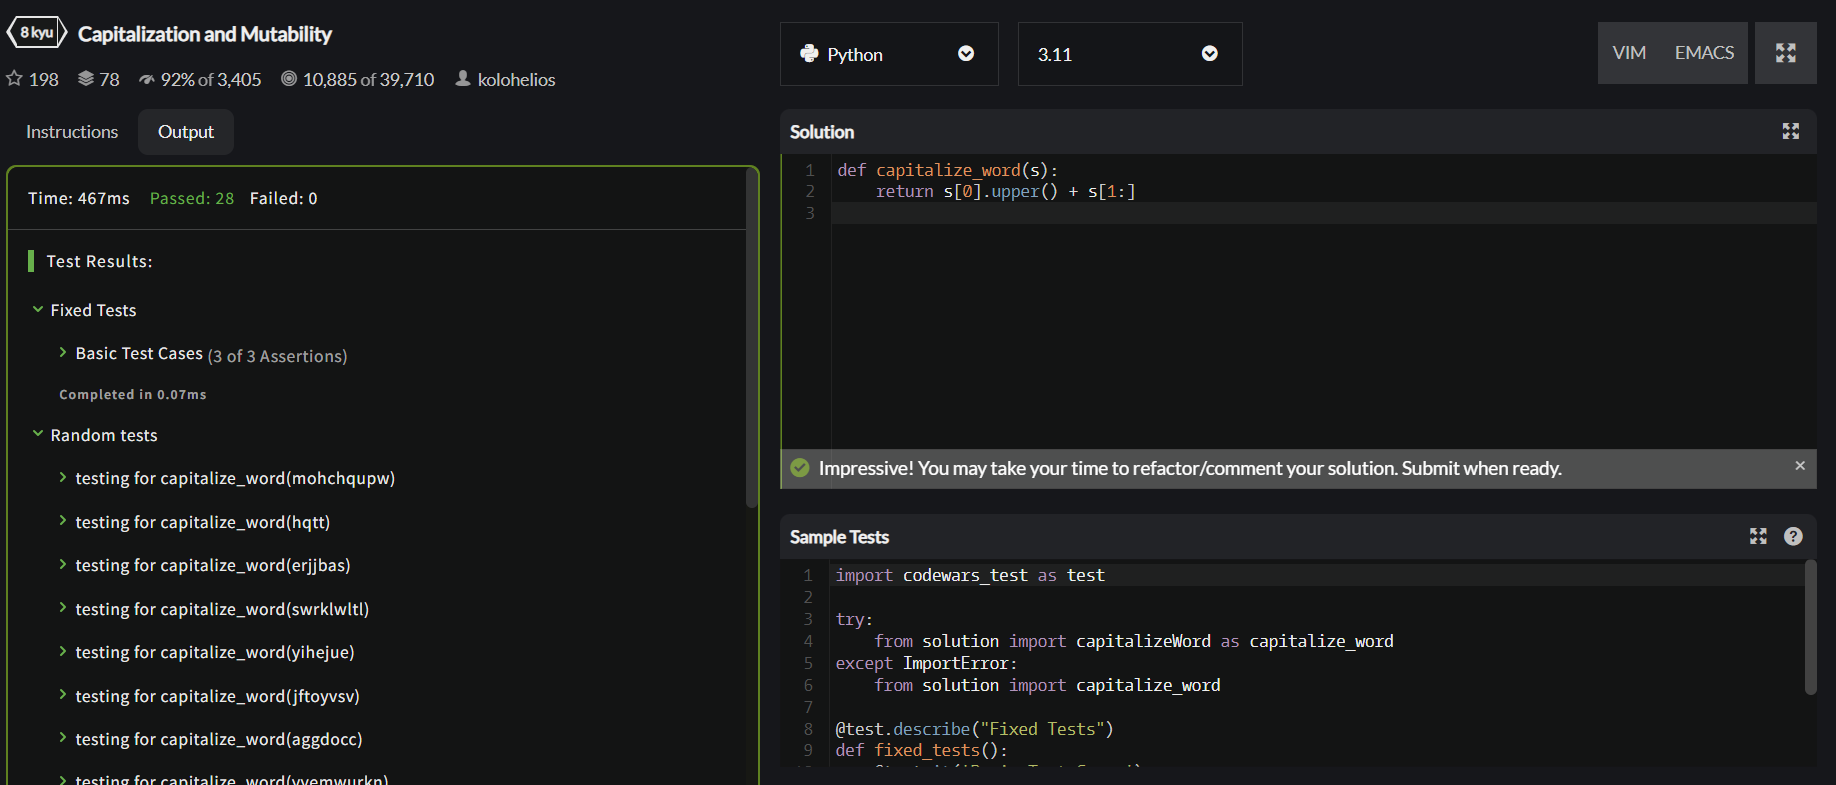 8 kyu Capitalization and Mutability
198 78 92% of 3,405 10,885 of 39,710 kolohelios
Instructions Output
Time: 467ms Passed: 28 Failed: 0
Test Results:
Fixed Tests
Basic Test Cases (3 of 3 Assertions)
Completed in 0.07ms
Random tests
testing for capitalize_word(mohchqupw)
testing for capitalize_word(hqtt)
testing for capitalize_word(erjjbas)
testing for capitalize_word(swrklwltl)
testing for capitalize_word(yihejue)
testing for capitalize_word(jftoyvsv)
testing for capitalize_word(aggdocc)
testing for
Python 3.11 VIM EMACS
Solution
1 def capitalize_word(s):
2 return s[0].upper() + s[1:]
3
Impressive! You may take your time to refactor/comment your solution. Submit when ready. ×
Sample Tests ?
1 import codewars_test as test
2
3 try:
4 from solution import capitalizeWord as capitalize_word
5 except ImportError:
6 from solution import capitalize_word
7
8 @test.describe("Fixed Tests")
9 def fixed_tests():